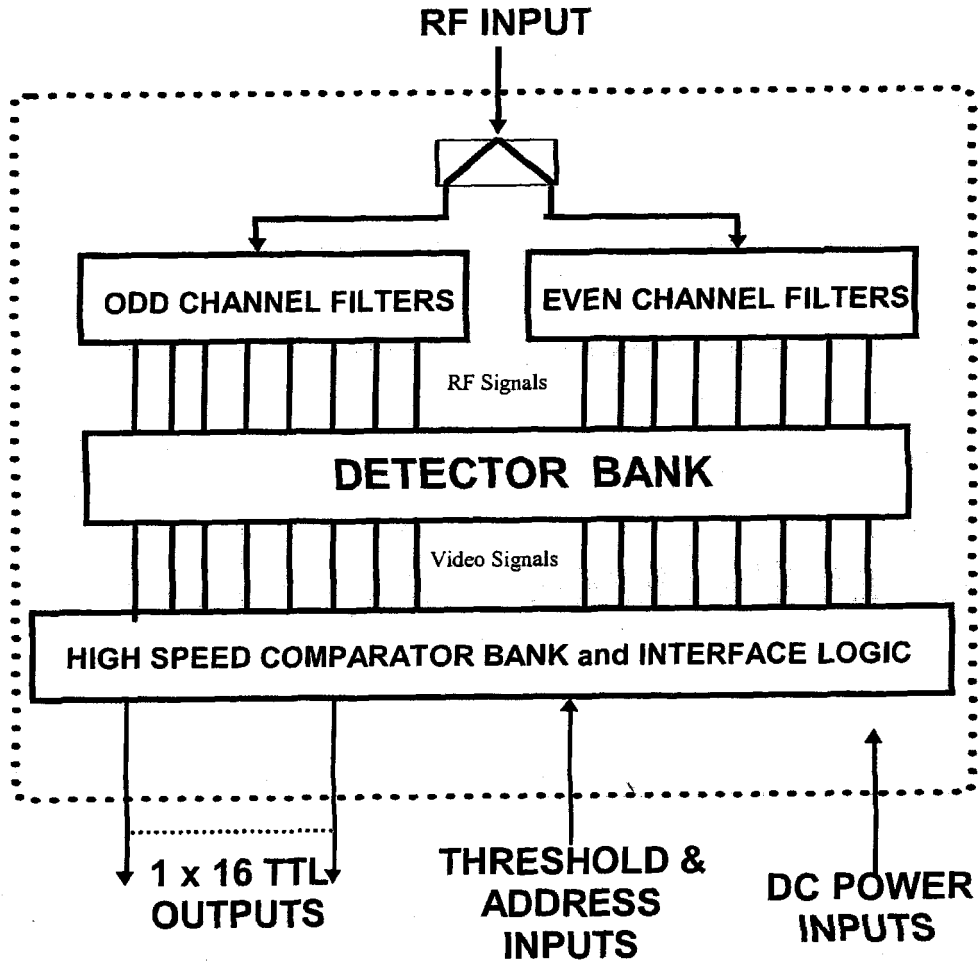 RF INPUT
ODD CHANNEL FILTERS
EVEN CHANNEL FILTERS
RF Signals
DETECTOR BANK
Video Signals
HIGH SPEED COMPARATOR BANK and INTERFACE LOGIC
1 x 16 TTL
OUTPUTS
THRESHOLD &
ADDRESS
INPUTS
DC POWER
INPUTS